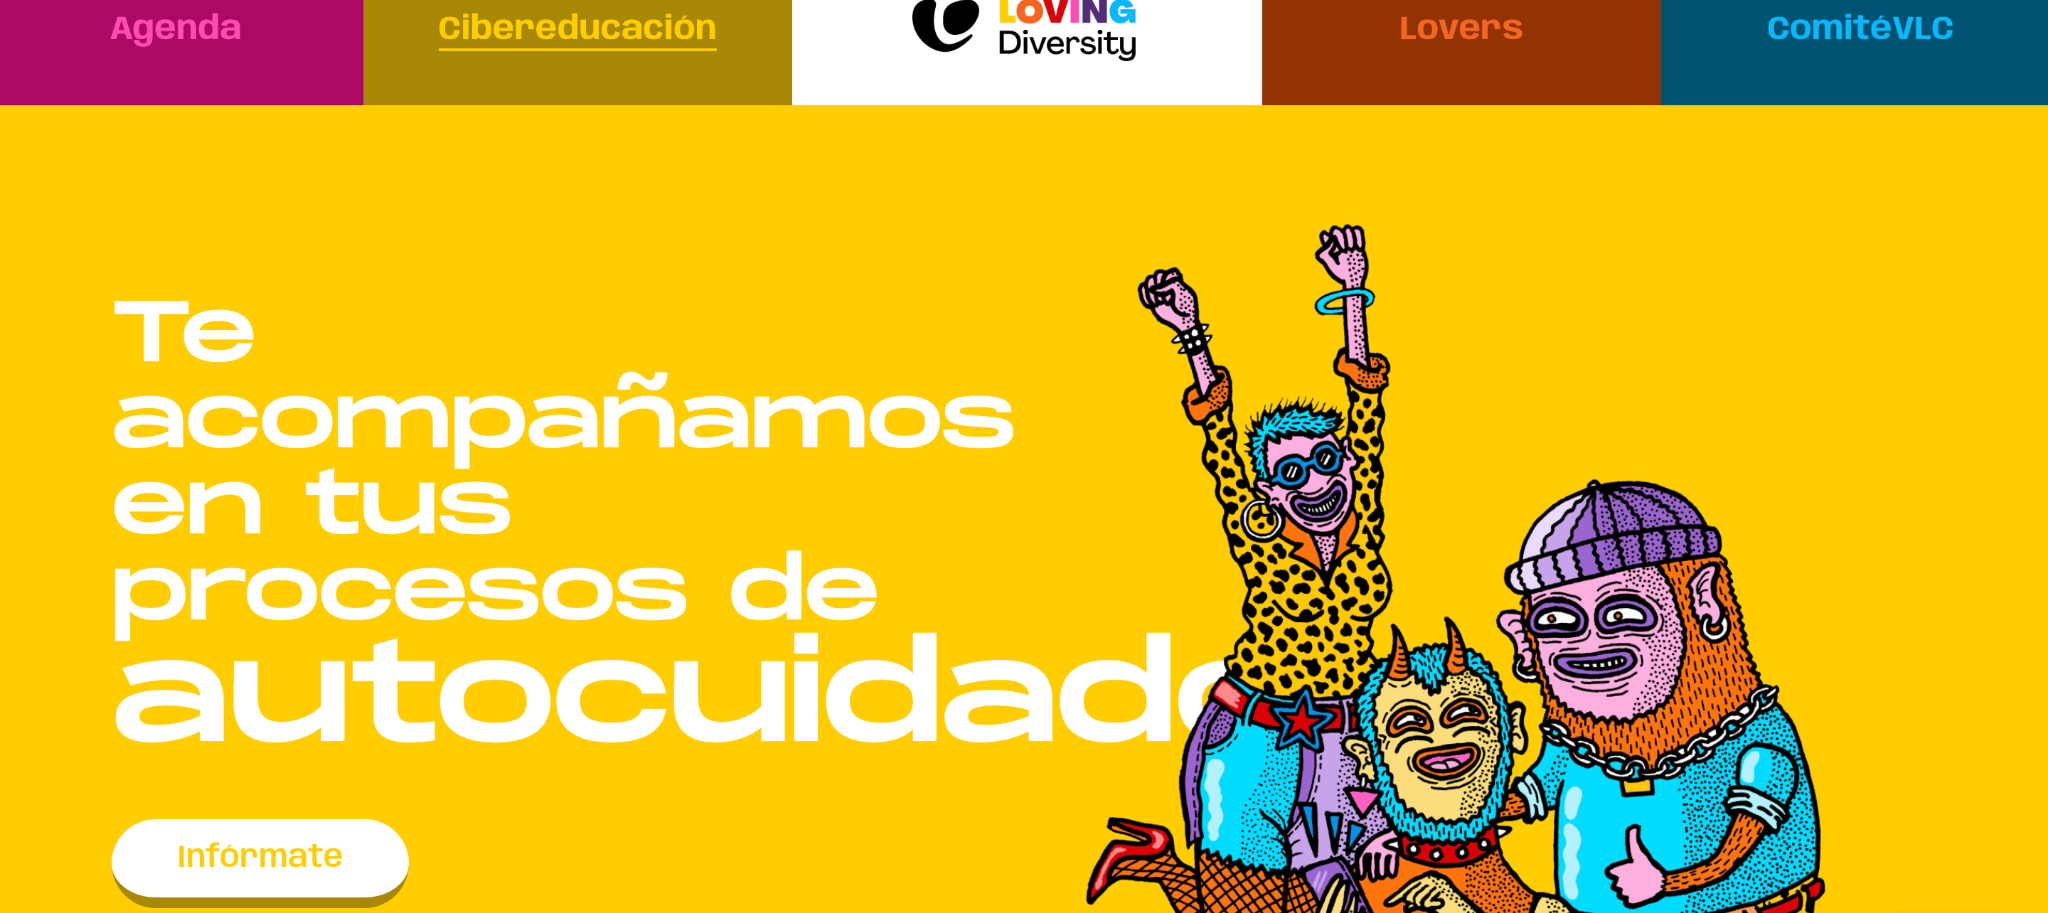 Agenda
Cibereducación
LOVING
Diversity
Lovers
ComitéVLC
Te
acompañamos
en tus
procesos de
autocuidado
Infórmate